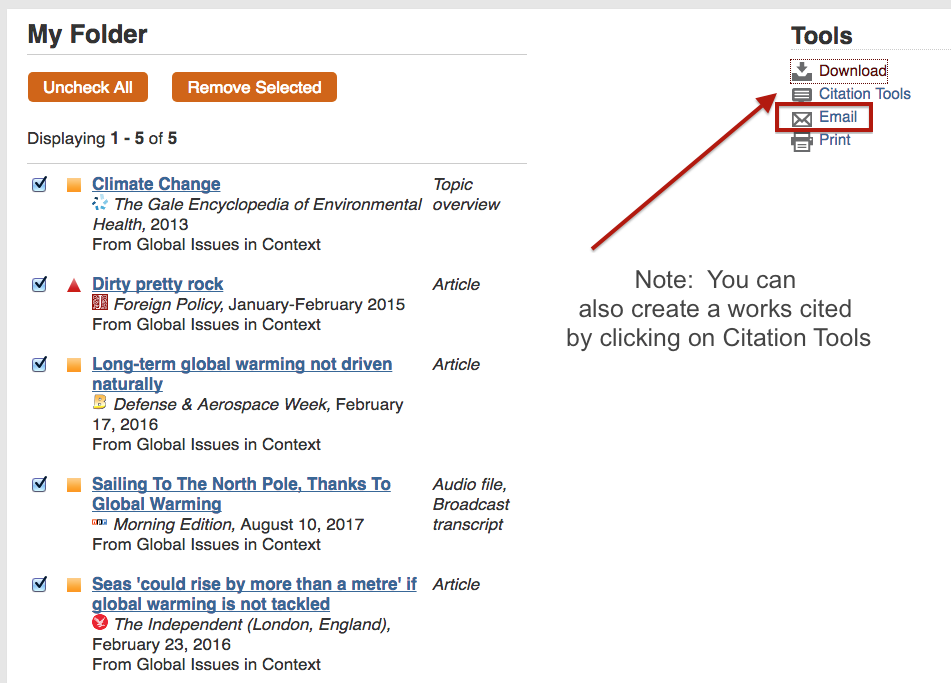 My Folder
Uncheck All
Remove Selected
Displaying 1 - 5 of 5
Climate Change
The Gale Encyclopedia of Environmental
Health, 2013
From Global Issues in Context
Topic
overview
Dirty pretty rock
Foreign Policy, January-February 2015
From Global Issues in Context
Article
Long-term global warming not driven
naturally
B Defense & Aerospace Week, February
17, 2016
From Global Issues in Context
Article
Sailing To The North Pole, Thanks To
Global Warming
npr Morning Edition, August 10, 2017
From Global Issues in Context
Audio file,
Broadcast
transcript
Seas 'could rise by more than a metre' if
global warming is not tackled
The Independent (London, England),
February 23, 2016
From Global Issues in Context
Article
Tools
Download
Citation Tools
Email
Print
Note: You can
also create a works cited
by clicking on Citation Tools